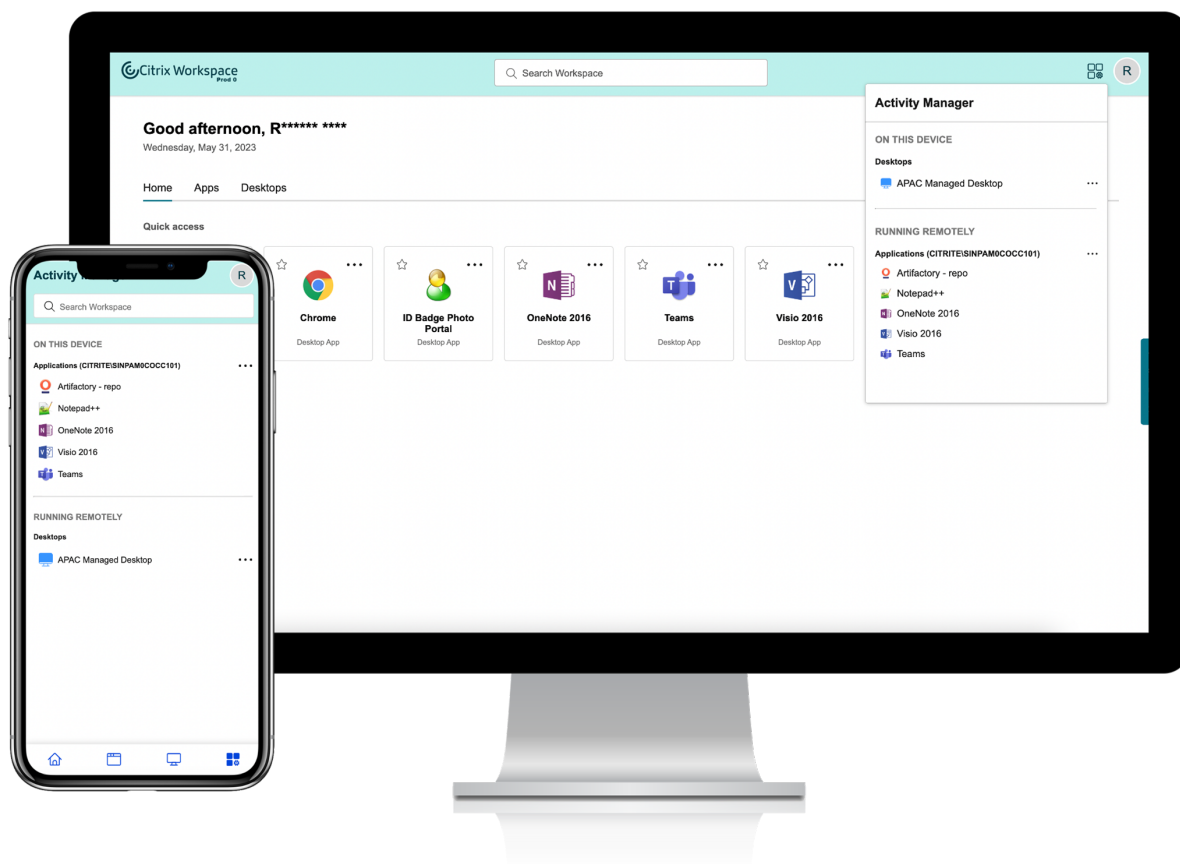 Citrix Workspace
Prod 0
Search Workspace
R
Good afternoon, R****** ****
Wednesday, May 31, 2023
Home Apps Desktops
Quick access
Chrome
Desktop App
ID Badge Photo
Portal
Desktop App
N
OneNote 2016
Desktop App
T
Teams
Desktop App
V
Visio 2016
Desktop App
Activity Manager
ON THIS DEVICE
Desktops
APAC Managed Desktop
RUNNING REMOTELY
Applications (CITRITE\SINPAM0COCC101)
Artifactory - repo
Notepad++
OneNote 2016
Visio 2016
Teams
Activity
R
Search Workspace
ON THIS DEVICE
Applications (CITRITE\SINPAM0COCC101)
Artifactory - repo
Notepad++
OneNote 2016
Visio 2016
Teams
RUNNING REMOTELY
Desktops
APAC Managed Desktop